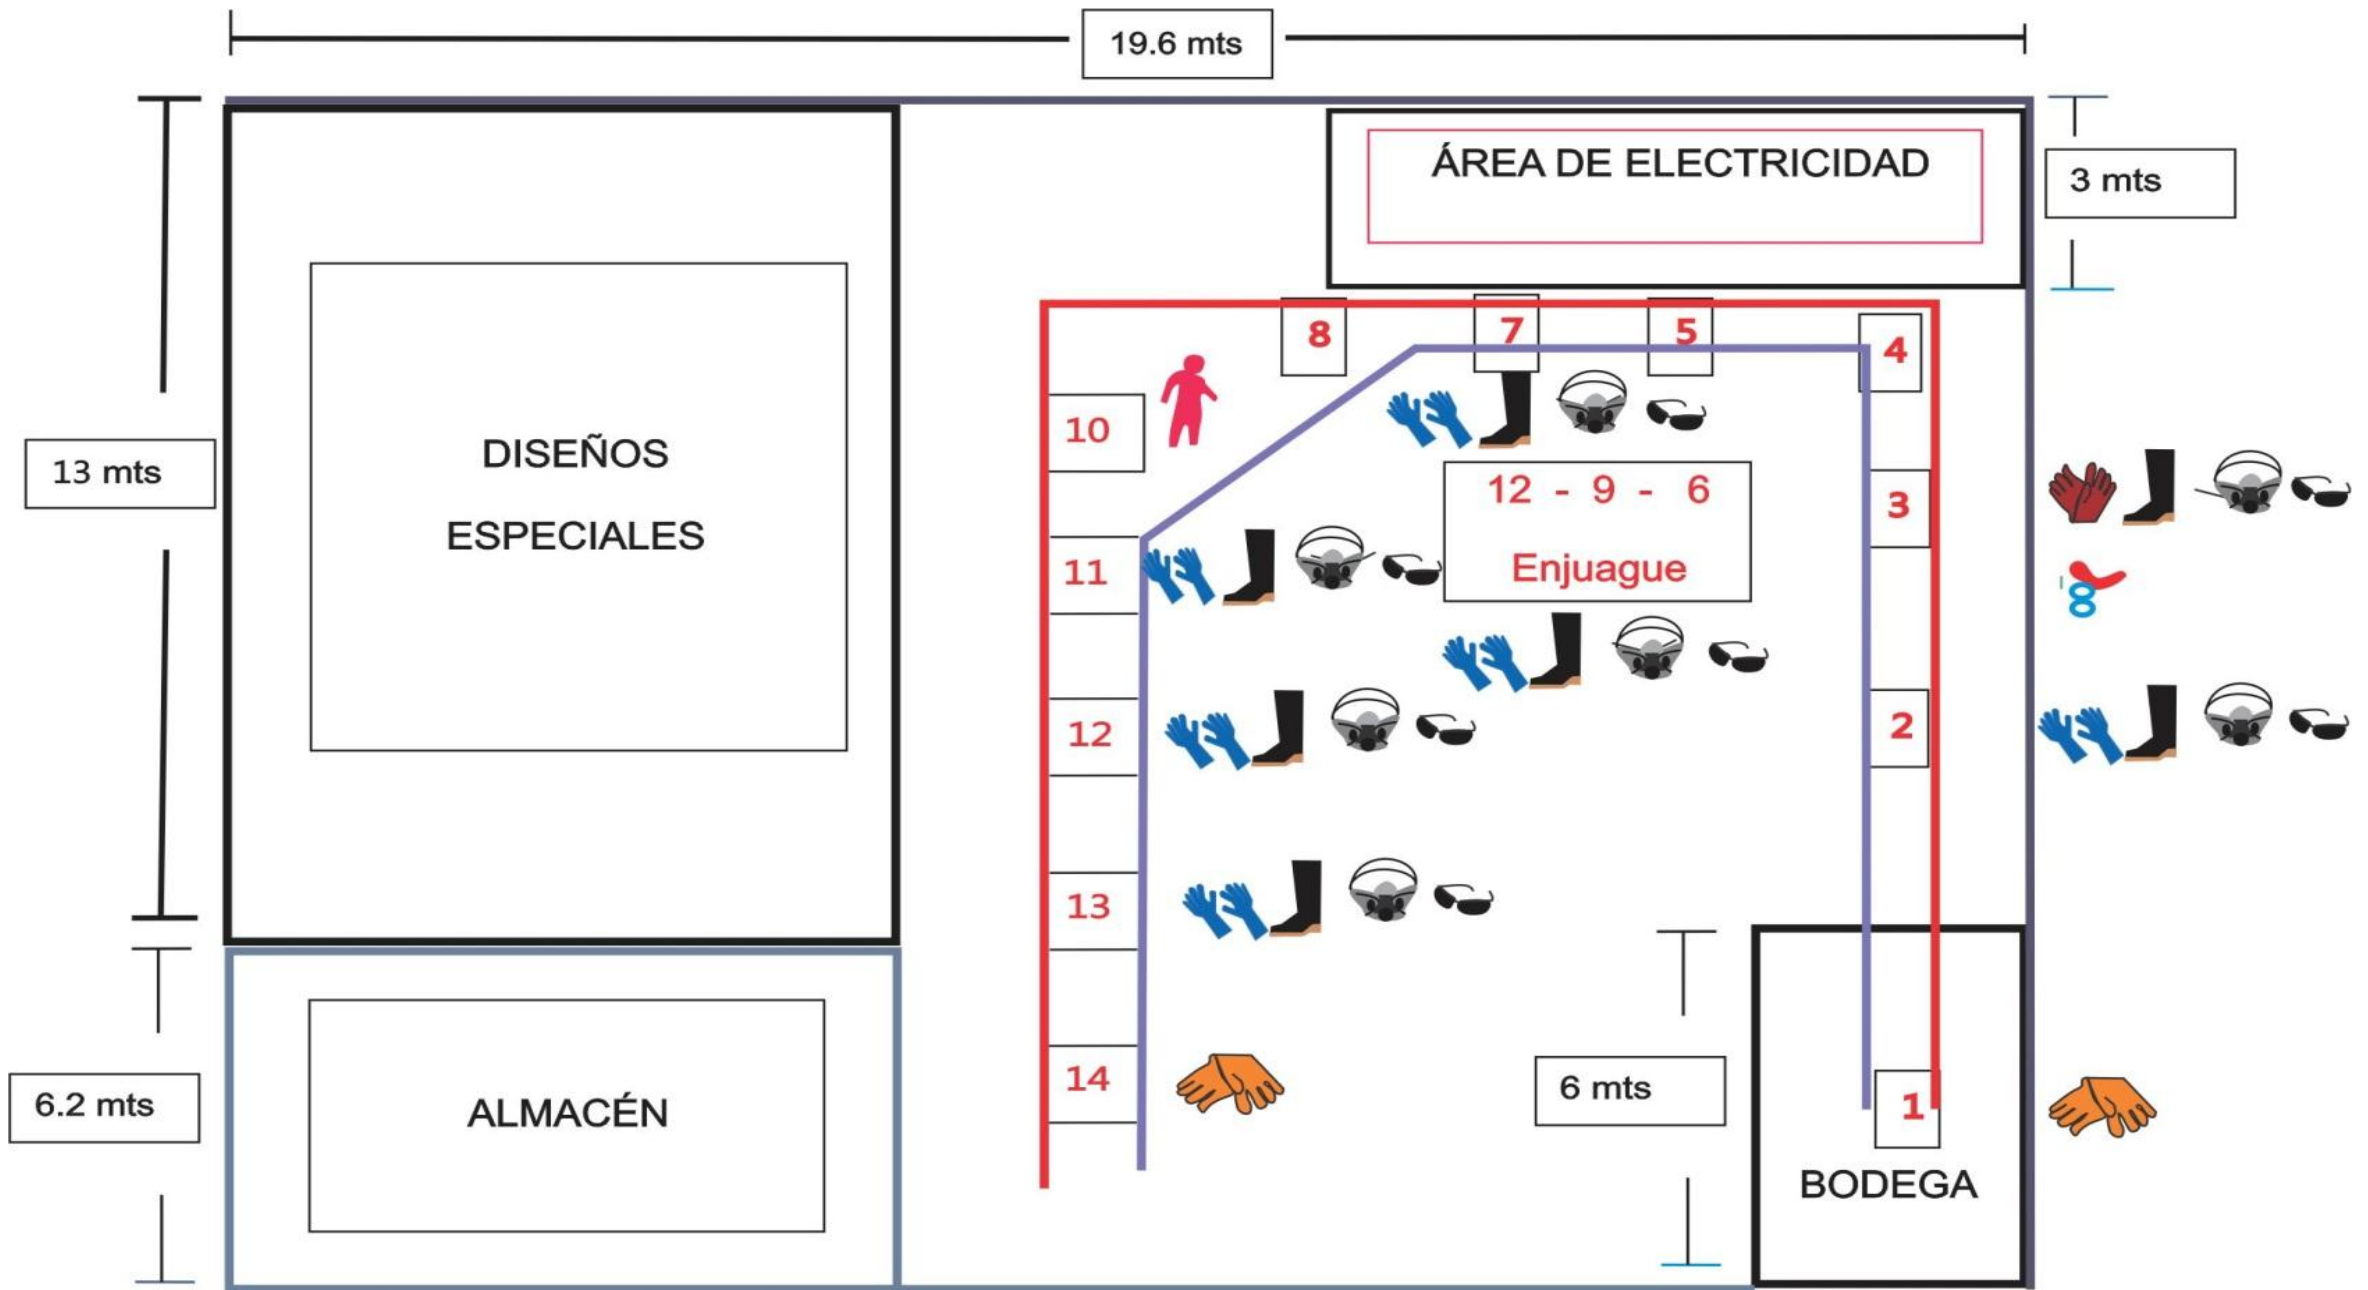 19.6 mts
ÁREA DE ELECTRICIDAD
3 mts
8
7
5
4
10
DISEÑOS
ESPECIALES
13 mts
12 - 9 - 6
Enjuague
3
11
2
12
13
14
6 mts
1
6.2 mts
ALMACÉN
BODEGA